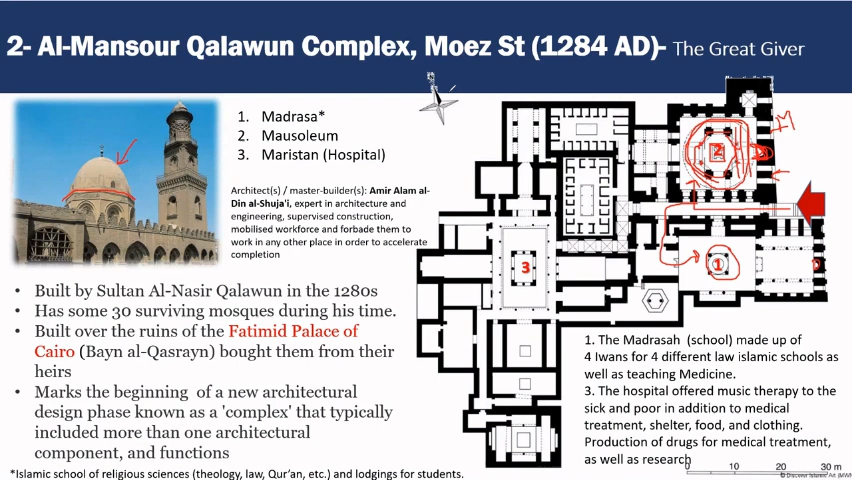 2- Al-Mansour Qalawun Complex, Moez St (1284 AD)- The Great Giver
1. Madrasa*
2. Mausoleum
3. Maristan (Hospital)
Architect(s) / master-builder(s): Amir Alam al-
Din al-Shuja'i, expert in architecture and
engineering, supervised construction,
mobilised workforce and forbade them to
work in any other place in order to accelerate
completion
• Built by Sultan Al-Nasir Qalawun in the 1280s
• Has some 30 surviving mosques during his time.
• Built over the ruins of the Fatimid Palace of
Cairo (Bayn al-Qasrayn) bought them from their
heirs
• Marks the beginning of a new architectural
design phase known as a 'complex' that typically
included more than one architectural
component, and functions
*Islamic school of religious sciences (theology, law, Qur'an, etc.) and lodgings for students.
2
3
1
1. The Madrasah (school) made up of
4 Iwans for 4 different law islamic schools as
well as teaching Medicine.
3. The hospital offered music therapy to the
sick and poor in addition to medical
treatment, shelter, food, and clothing.
Production of drugs for medical treatment,
as well as research
0 10 20 30 m
© Discover Islamic Art (MWNF)